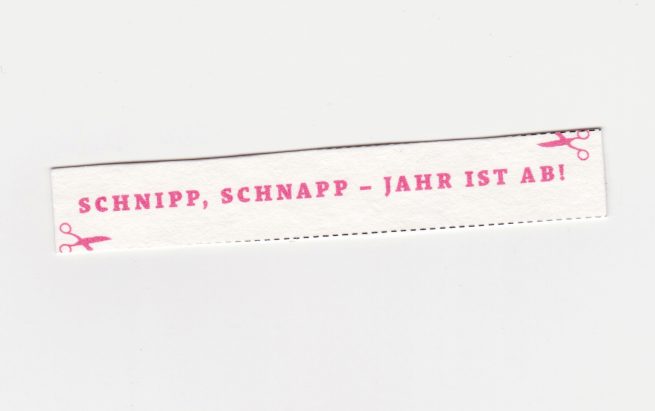 SCHNIPP, SCHNAPP – JAHR IST AB!